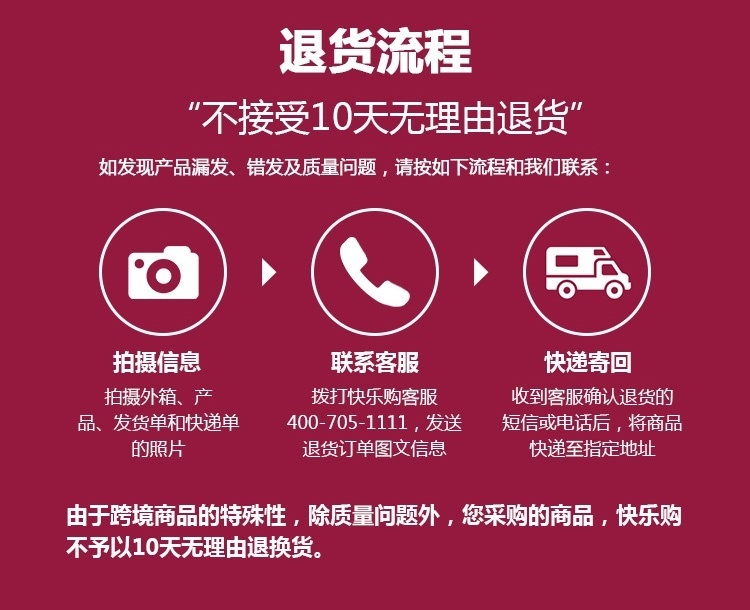 退货流程
“不接受10天无理由退货”
如发现产品漏发、错发及质量问题，请按如下流程和我们联系：
拍摄信息
拍摄外箱、产
品、发货单和快递单
的照片
联系客服
拨打快乐购客服
400-705-1111，发送
退货订单图文信息
快递寄回
收到客服确认退货的
短信或电话后，将商品
快递至指定地址
由于跨境商品的特殊性，除质量问题外，您采购的商品，快乐购
不予以10天无理由退换货。